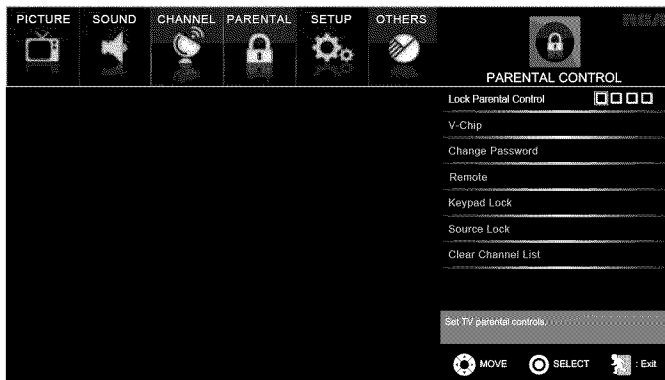 PICTURE SOUND CHANNEL PARENTAL SETUP OTHERS
RCA
PARENTAL CONTROL
Lock Parental Control
V-Chip
Change Password
Remote
Keypad Lock
Source Lock
Clear Channel List
Set TV parental controls.
MOVE SELECT : Exit